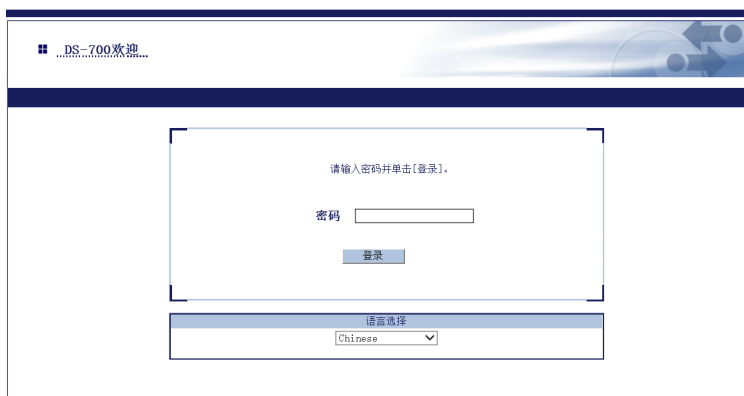 DS-700欢迎
请输入密码并单击[登录]。
密码
登录
语言选择
Chinese